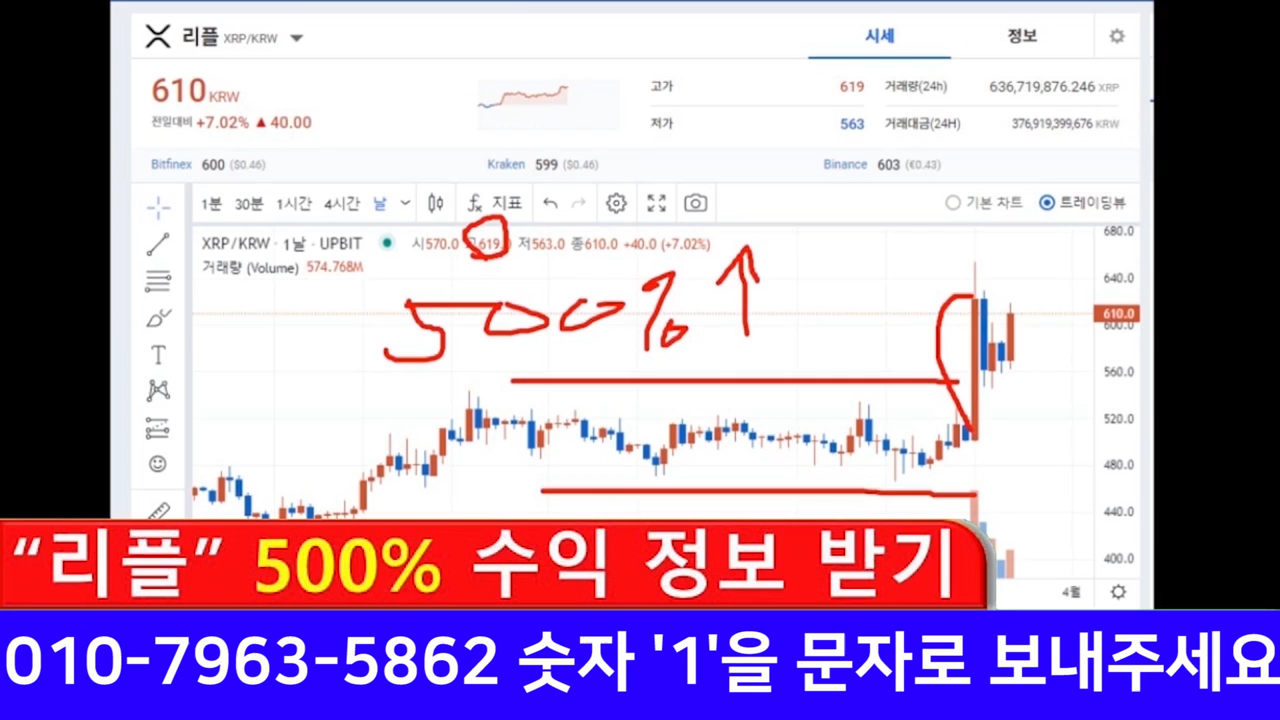 리플 XRP/KRW
시세
정보
610 KRW
전일대비 +7.02% ▲ 40.00
고가 619
거래량(24h) 636,719,876.246 XRP
저가 563
거래대금(24H) 376,919,399,676 KRW
Bitfinex 600 ($0.46)
Kraken 599 ($0.46)
Binance 603 (€0.43)
1분 30분 1시간 4시간 날
지표
기본 차트
트레이딩뷰
XRP/KRW · 1날 · UPBIT
시570.0 619. 저563.0 종610.0 +40.0 (+7.02%)
거래량 (Volume) 574.768M
500% ↑
680.0
640.0
610.0
600.0
560.0
520.0
480.0
440.0
400.0
4월
“리플” 500% 수익 정보 받기
010-7963-5862 숫자 '1'을 문자로 보내주세요